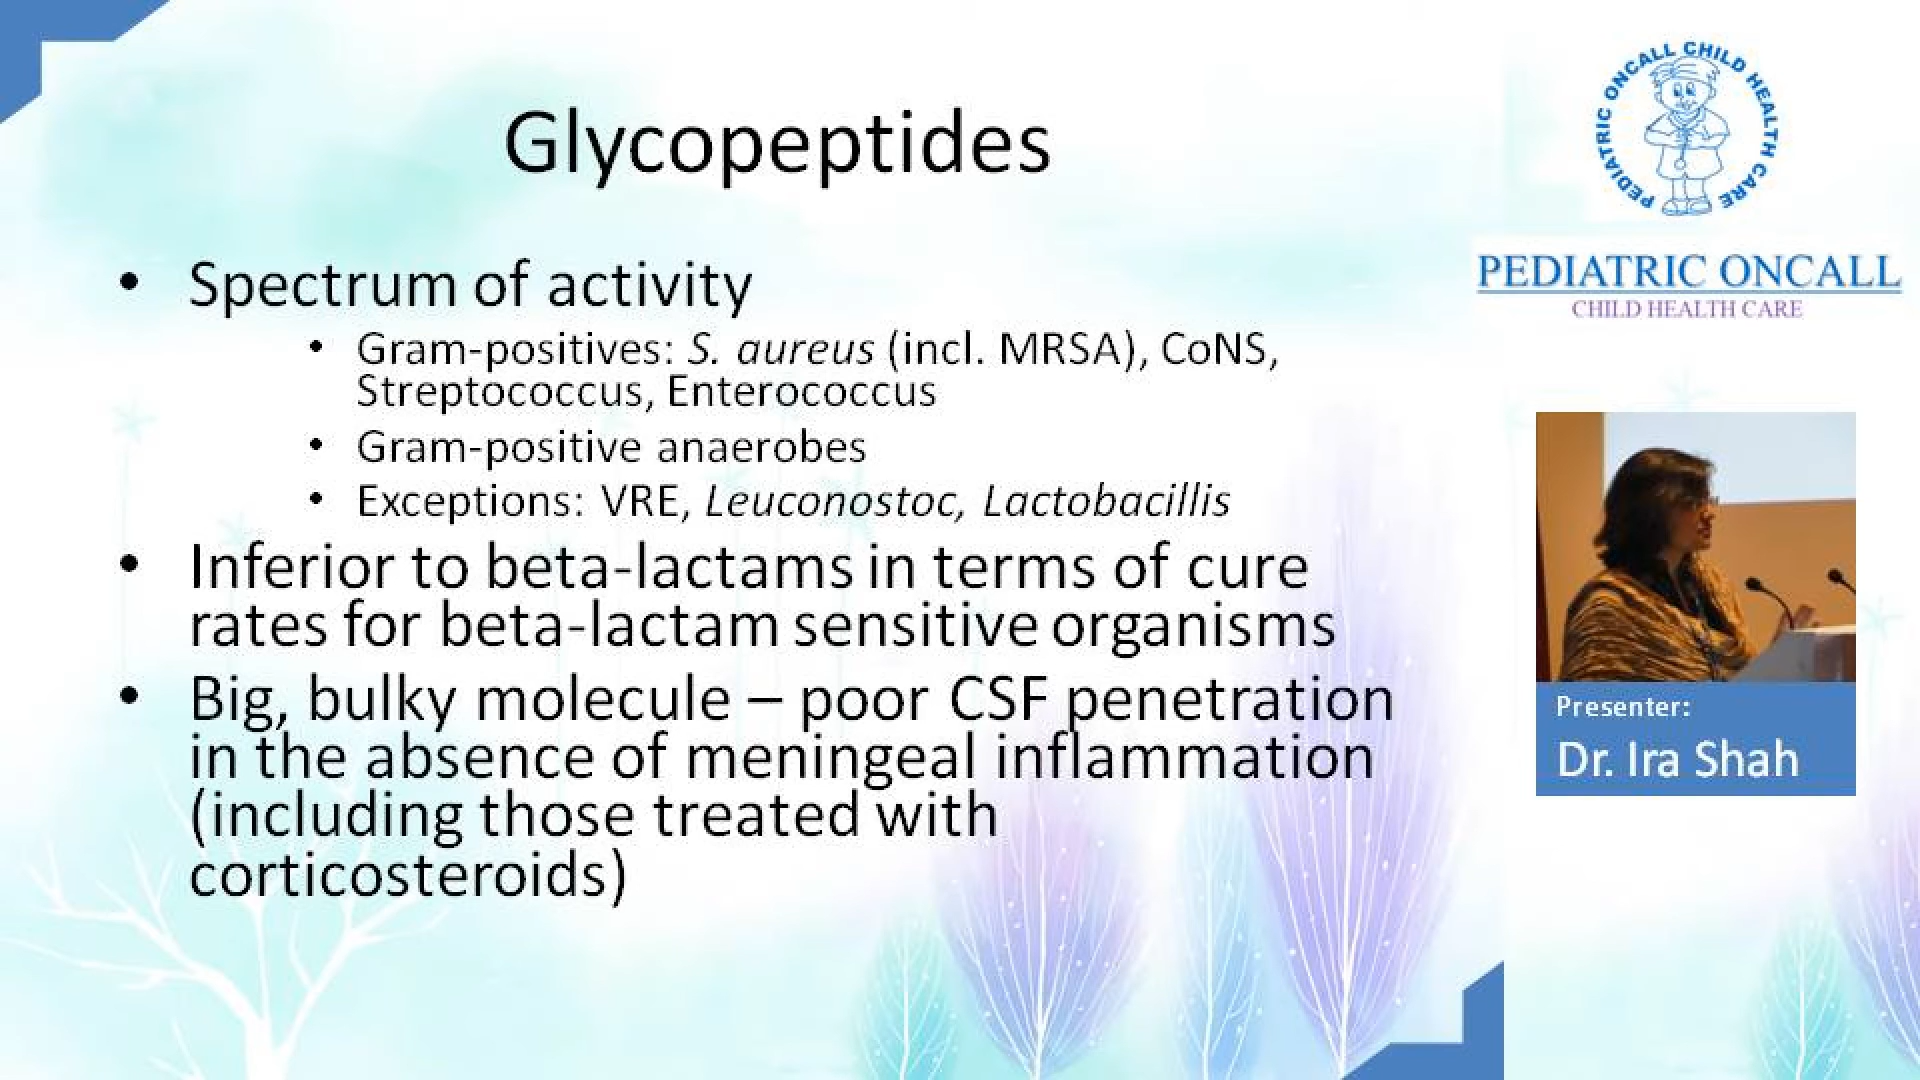 Glycopeptides
• Spectrum of activity
• Gram-positives: S. aureus (incl. MRSA), CoNS,
Streptococcus, Enterococcus
• Gram-positive anaerobes
• Exceptions: VRE, Leuconostoc, Lactobacillis
• Inferior to beta-lactams in terms of cure
rates for beta-lactam sensitive organisms
• Big, bulky molecule – poor CSF penetration
in the absence of meningeal inflammation
(including those treated with
corticosteroids)
PEDIATRIC ONCALL CHILD HEALTH CARE
PEDIATRIC ONCALL
CHILD HEALTH CARE
Presenter:
Dr. Ira Shah